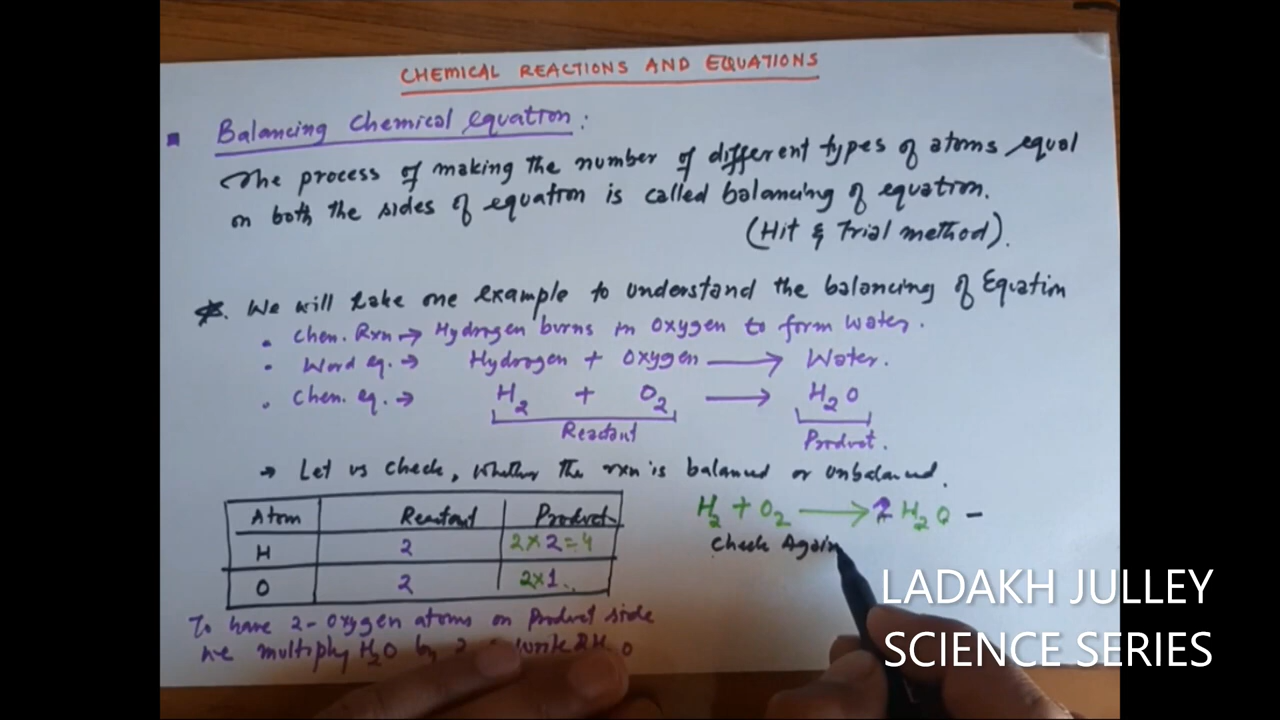 CHEMICAL REACTIONS AND EQUATIONS
Balancing Chemical equation:
The process of making the number of different types of atoms equal
on both the sides of equation is called balancing of equation.
(Hit & Trial method).
We will take one example to understand the balancing of Equation
Chem. Rxn → Hydrogen burns in Oxygen to form Water.
Word eq. → Hydrogen + Oxygen → Water.
Chem. eq. → H₂ + O₂ → H₂O
Reactant Product.
→ Let us check, whether the rxn is balanced or unbalanced.
Atom Reactant Product
H 2 2×2=4
O 2 2×1
To have 2-Oxygen atoms on Product side
we multiply H₂O by 2
H₂ + O₂ → 2 H₂O -
Check Again
LADAKH JULLEY
SCIENCE SERIES